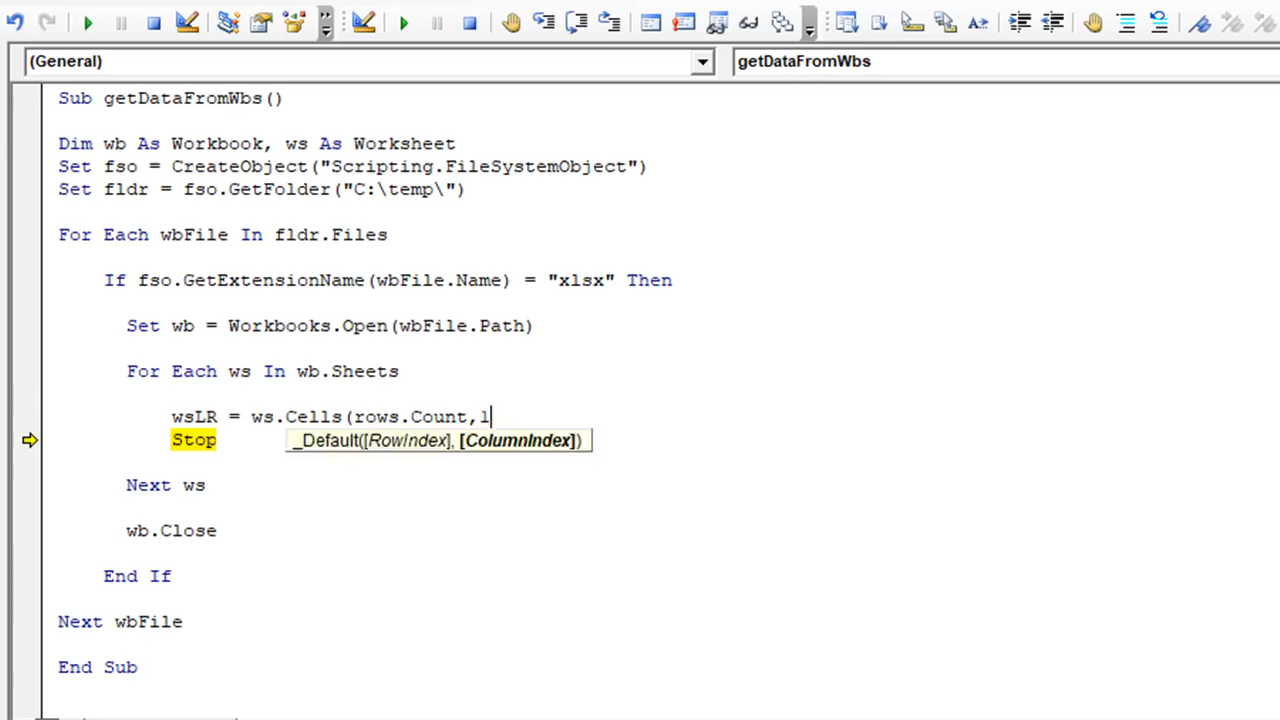 (General)
getDataFromWbs
Sub getDataFromWbs()
Dim wb As Workbook, ws As Worksheet
Set fso = CreateObject("Scripting.FileSystemObject")
Set fldr = fso.GetFolder("C:\temp\")
For Each wbFile In fldr.Files
If fso.GetExtensionName(wbFile.Name) = "xlsx" Then
Set wb = Workbooks.Open(wbFile.Path)
For Each ws In wb.Sheets
wsLR = ws.Cells(rows.Count,1
Stop
_Default([RowIndex], [ColumnIndex])
Next ws
wb.Close
End If
Next wbFile
End Sub